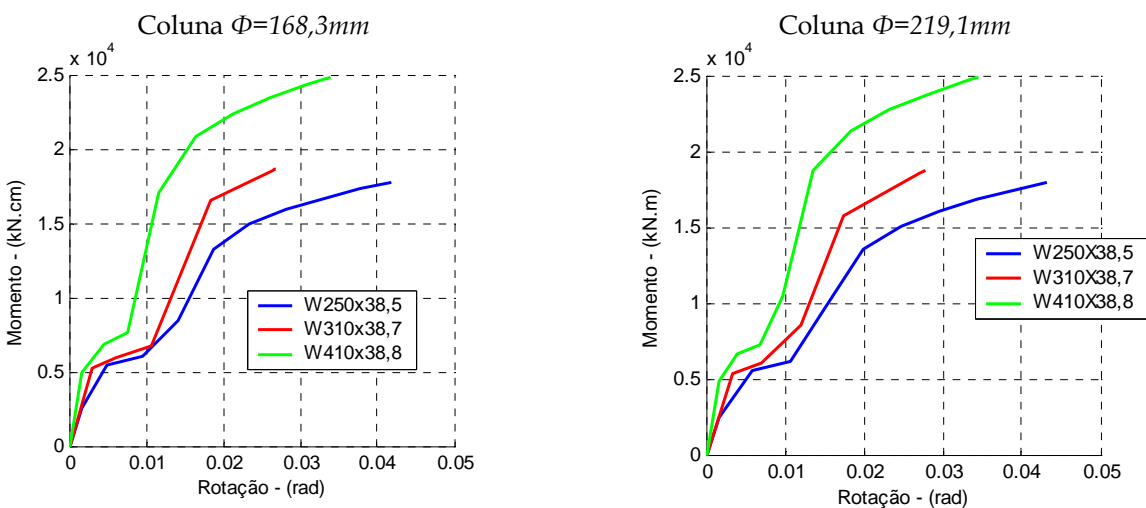 Coluna Φ=168,3mm
x 10^4
2.5
2
1.5
1
0.5
0
0
0.01
0.02
0.03
0.04
0.05
Momento - (kN.cm)
Rotação - (rad)
W250x38,5
W310x38,7
W410x38,8
Coluna Φ=219,1mm
x 10^4
2.5
2
1.5
1
0.5
0
0
0.01
0.02
0.03
0.04
0.05
Momento - (kN.m)
Rotação - (rad)
W250X38,5
W310X38,7
W410X38,8